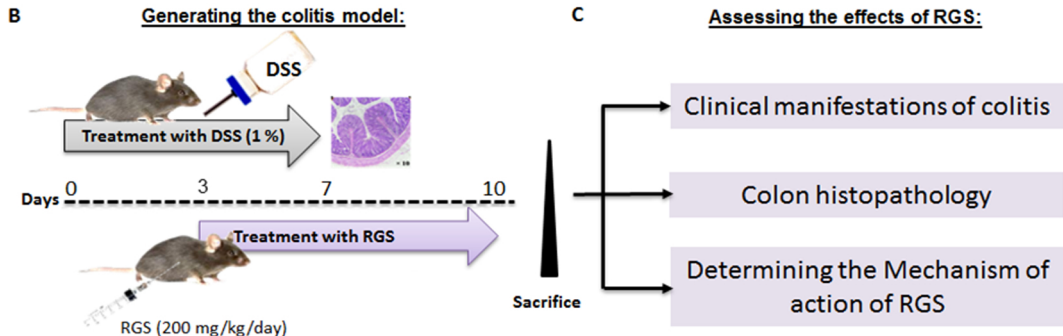 B
Generating the colitis model:
DSS
Treatment with DSS (1 %)
× 10
0
3
7
10
Days
Treatment with RGS
RGS (200 mg/kg/day)
Sacrifice
C
Assessing the effects of RGS:
Clinical manifestations of colitis
Colon histopathology
Determining the Mechanism of
action of RGS